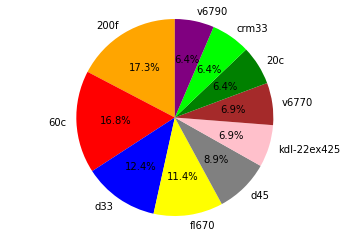 v6790
6.4%
crm33
6.4%
20c
6.4%
v6770
6.9%
kdl-22ex425
6.9%
d45
8.9%
fl670
11.4%
d33
12.4%
60c
16.8%
200f
17.3%